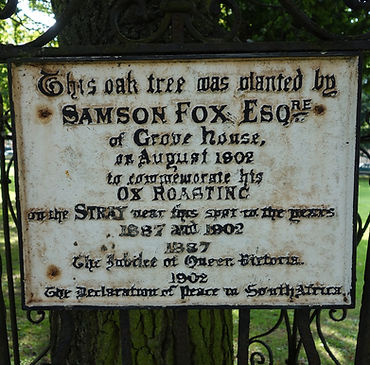 This oak tree was planted by
SAMSON FOX ESQRE
of Grove House,
on August 1902
to commemorate his
OX ROASTING
on the STRAY near this spot in the years
1887 and 1902
1887
The Jubilee of Queen Victoria.
1902
The Declaration of Peace in South Africa.